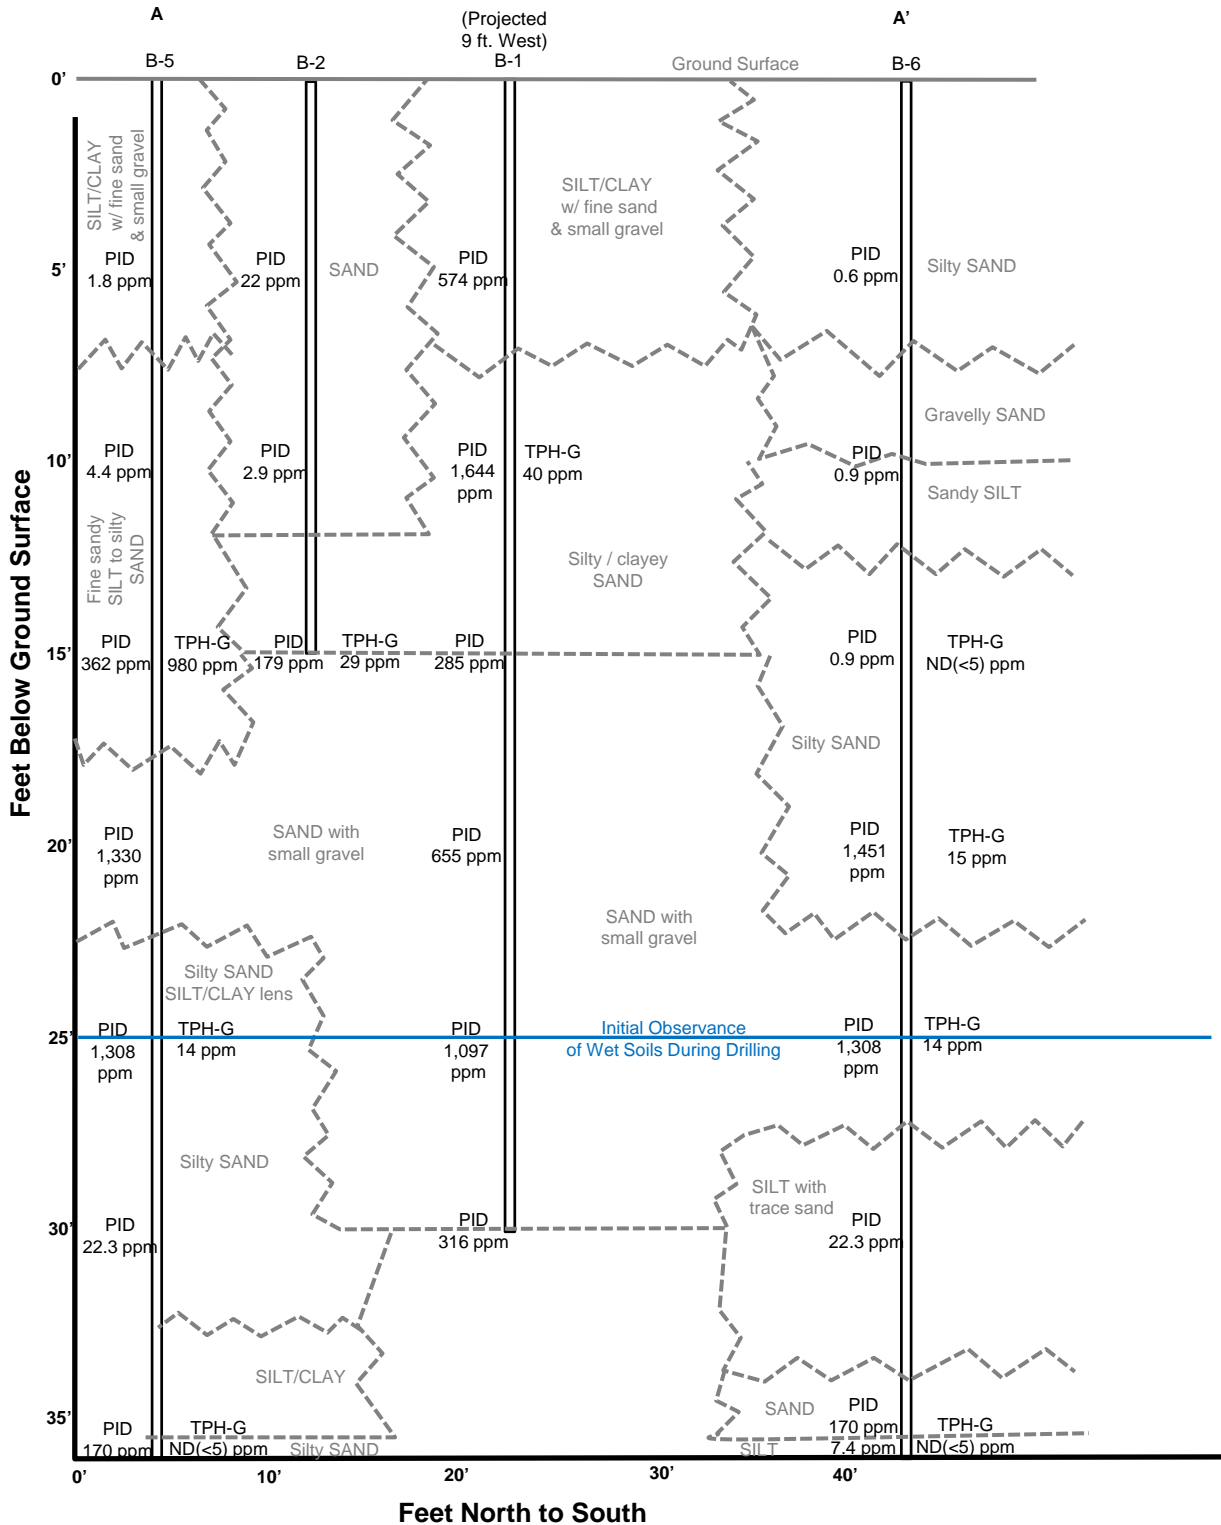 A
(Projected
9 ft. West)
A’
B-5
B-2
B-1
Ground Surface
B-6
0’
SILT/CLAY
w/ fine sand
& small gravel
SILT/CLAY
w/ fine sand
& small gravel
PID
1.8 ppm
PID
22 ppm
SAND
PID
574 ppm
PID
0.6 ppm
Silty SAND
5’
Gravelly SAND
PID
4.4 ppm
PID
2.9 ppm
PID
1,644
ppm
TPH-G
40 ppm
PID
0.9 ppm
10’
Sandy SILT
Fine sandy
SILT to silty
SAND
Silty / clayey
SAND
PID
362 ppm
TPH-G
980 ppm
PID
179 ppm
TPH-G
29 ppm
PID
285 ppm
PID
0.9 ppm
TPH-G
ND(<5) ppm
15’
Silty SAND
Feet Below Ground Surface
PID
1,330
ppm
SAND with
small gravel
PID
655 ppm
PID
1,451
ppm
TPH-G
15 ppm
20’
SAND with
small gravel
Silty SAND
SILT/CLAY lens
PID
1,308
ppm
TPH-G
14 ppm
PID
1,097
ppm
Initial Observance
of Wet Soils During Drilling
PID
1,308
ppm
TPH-G
14 ppm
25’
Silty SAND
SILT with
trace sand
PID
22.3 ppm
PID
316 ppm
PID
22.3 ppm
30’
SILT/CLAY
SAND
PID
170 ppm
7.4 ppm
TPH-G
ND(<5) ppm
35’
PID
170 ppm
TPH-G
ND(<5) ppm
Silty SAND
SILT
0’
10’
20’
30’
40’
Feet North to South